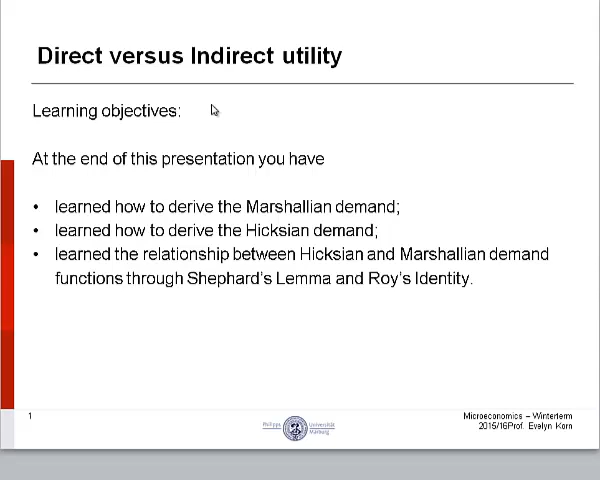 Direct versus Indirect utility
Learning objectives:
At the end of this presentation you have
• learned how to derive the Marshallian demand;
• learned how to derive the Hicksian demand;
• learned the relationship between Hicksian and Marshallian demand
functions through Shephard's Lemma and Roy's Identity.
1
Philipps
Universität
Marburg
Microeconomics – Winterterm
2015/16Prof. Evelyn Korn